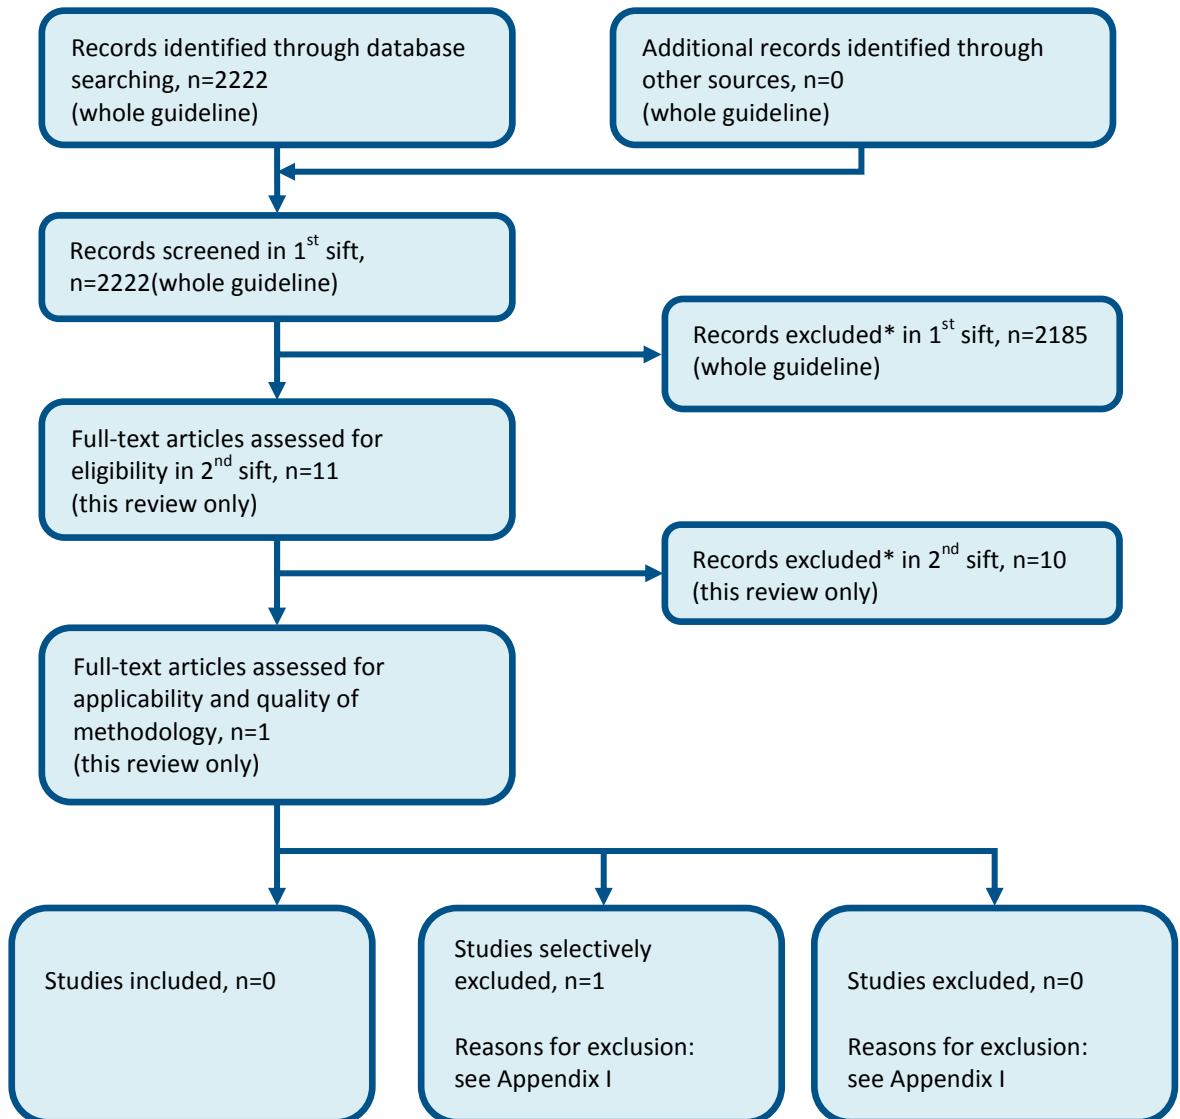 Records identified through database
searching, n=2222
(whole guideline)
Additional records identified through
other sources, n=0
(whole guideline)
Records screened in 1st sift,
n=2222(whole guideline)
Records excluded* in 1st sift, n=2185
(whole guideline)
Full-text articles assessed for
eligibility in 2nd sift, n=11
(this review only)
Records excluded* in 2nd sift, n=10
(this review only)
Full-text articles assessed for
applicability and quality of
methodology, n=1
(this review only)
Studies included, n=0
Studies selectively
excluded, n=1
Reasons for exclusion:
see Appendix I
Studies excluded, n=0
Reasons for exclusion:
see Appendix I